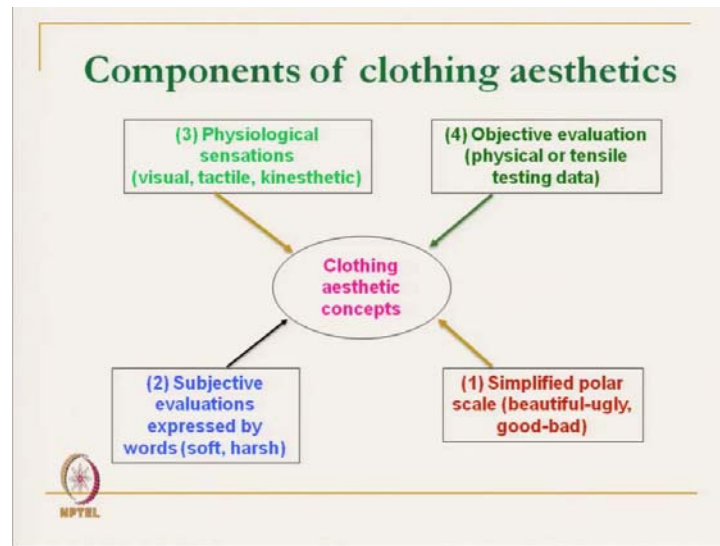 Components of clothing aesthetics
(3) Physiological
sensations
(visual, tactile, kinesthetic)
(4) Objective evaluation
(physical or tensile
testing data)
Clothing
aesthetic
concepts
(2) Subjective
evaluations
expressed by
words (soft, harsh)
(1) Simplified polar
scale (beautiful-ugly,
good-bad)
NPTEL